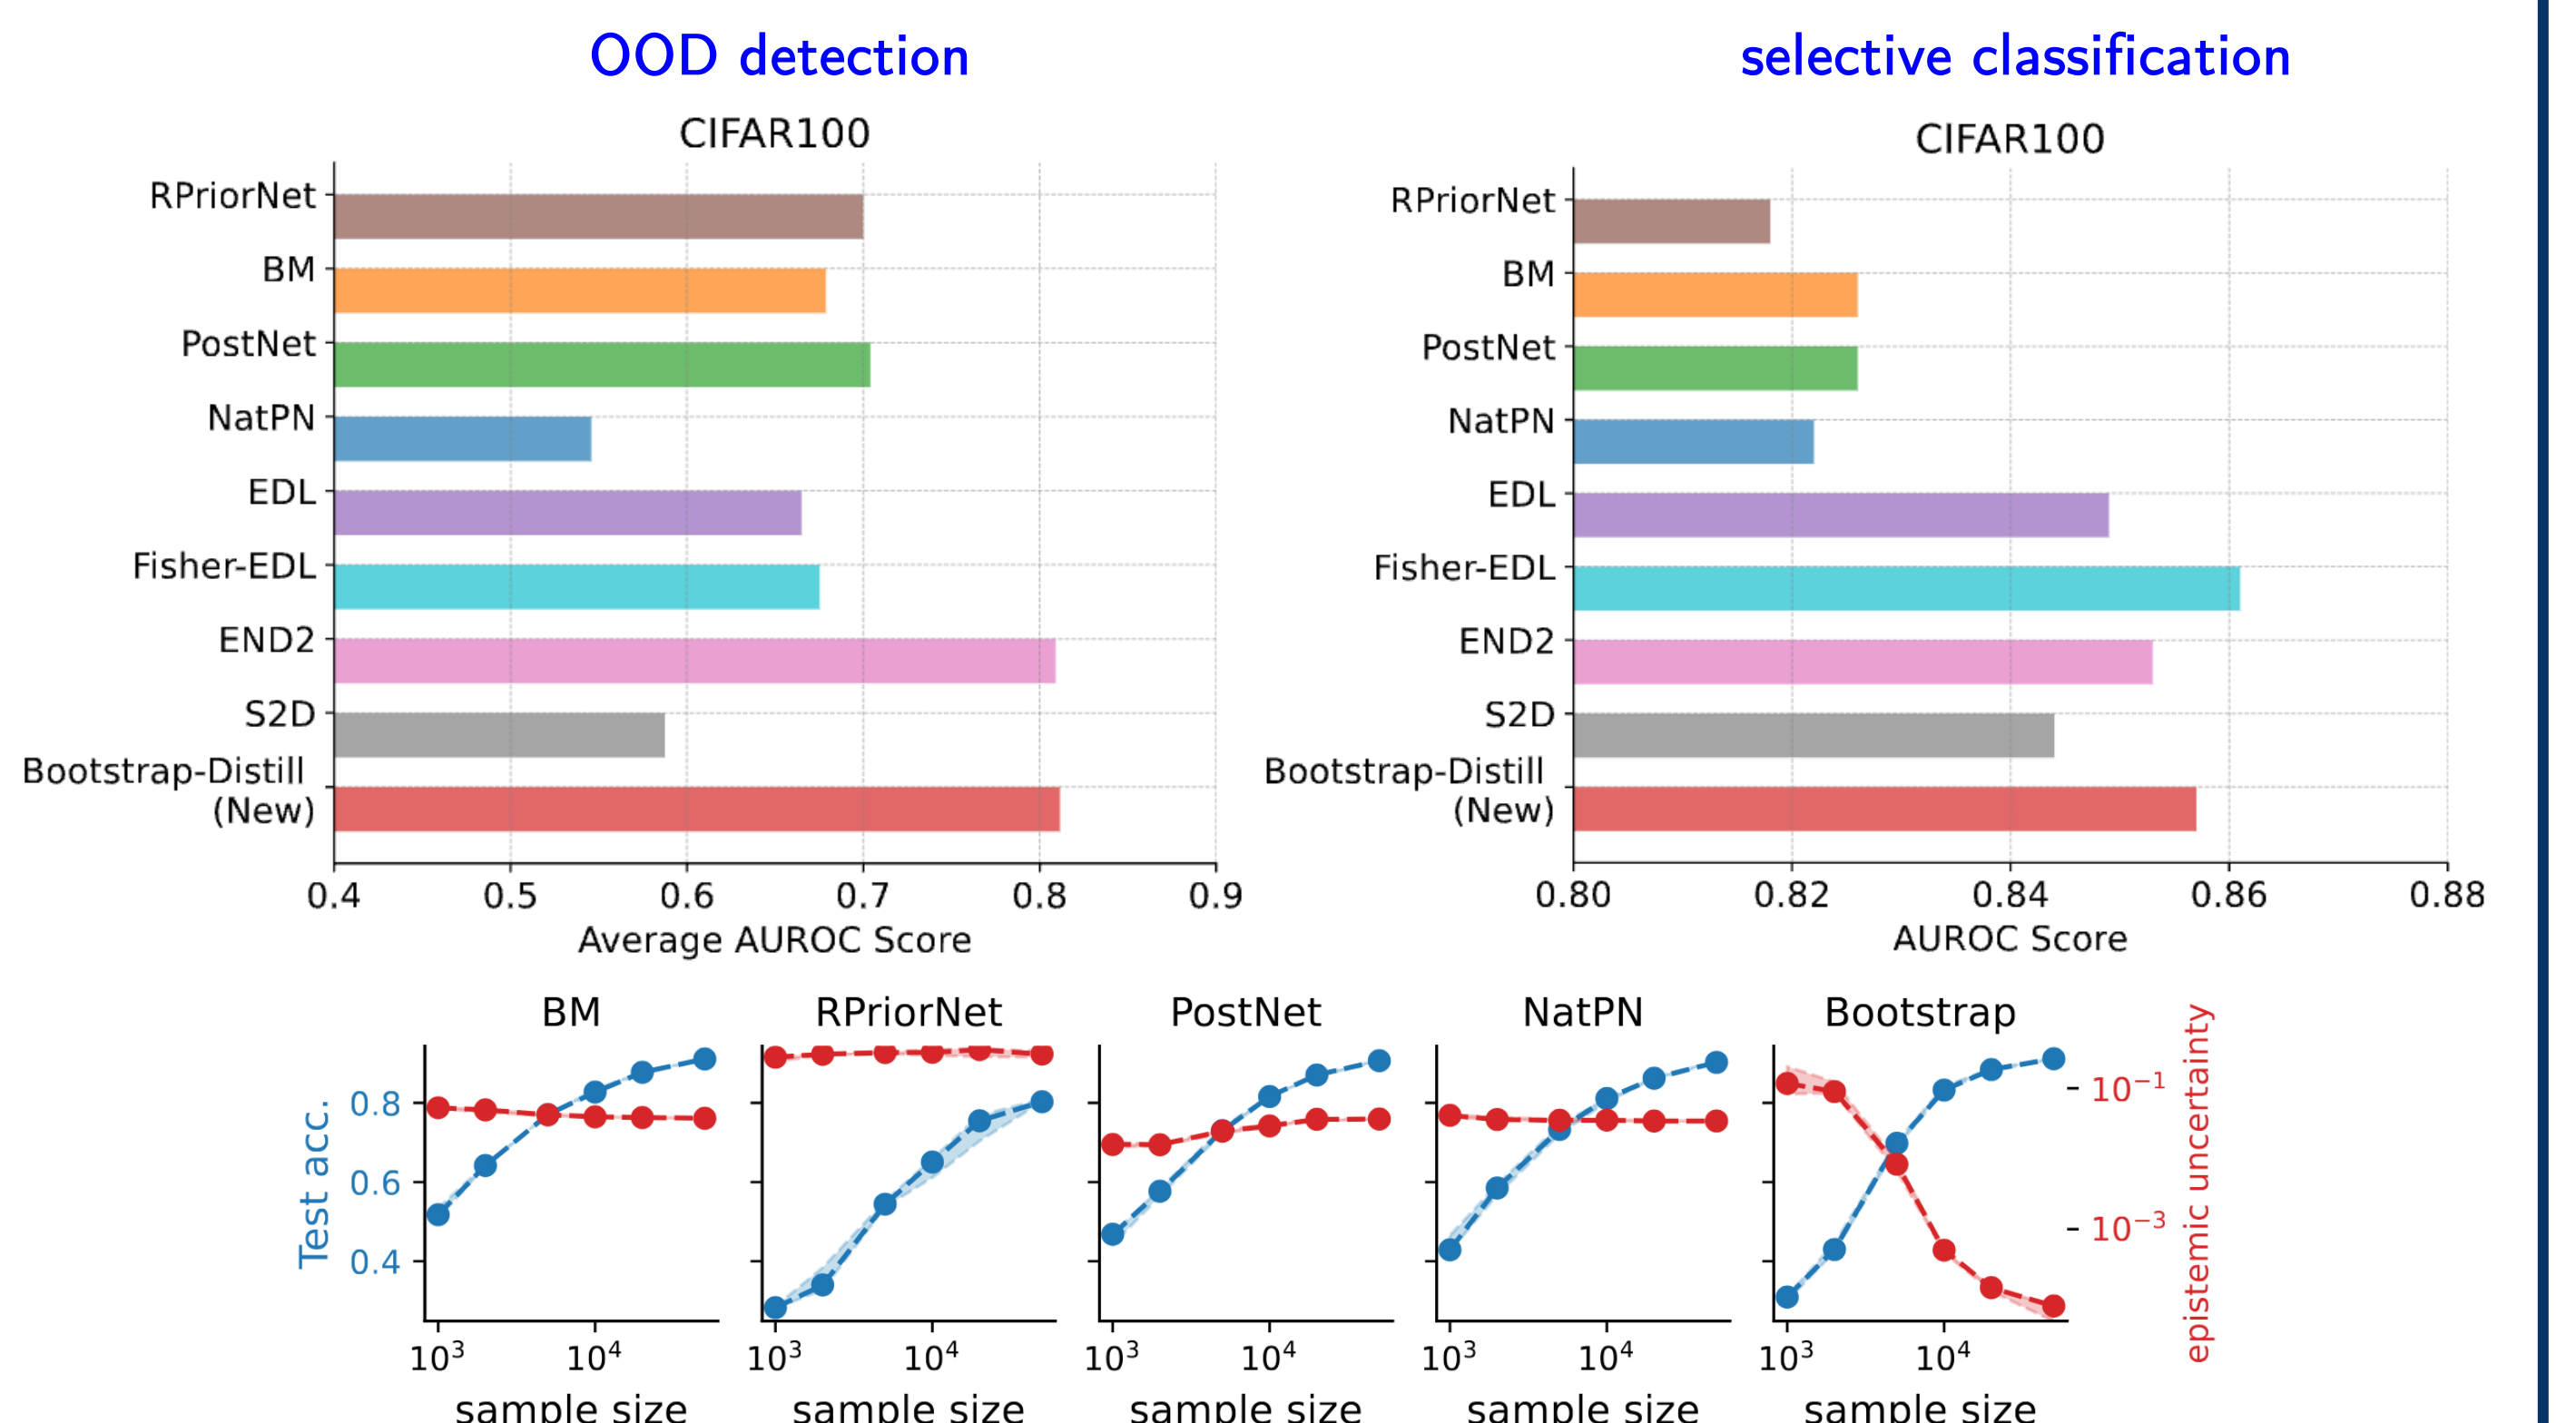 OOD detection
CIFAR100
RPriorNet
BM
PostNet
NatPN
EDL
Fisher-EDL
END2
S2D
Bootstrap-Distill
(New)
0.4 0.5 0.6 0.7 0.8 0.9
Average AUROC Score
selective classification
CIFAR100
RPriorNet
BM
PostNet
NatPN
EDL
Fisher-EDL
END2
S2D
Bootstrap-Distill
(New)
0.80 0.82 0.84 0.86 0.88
AUROC Score
BM RPriorNet PostNet NatPN Bootstrap
Test acc.
0.8
0.6
0.4
10⁻¹
10⁻³
epistemic uncertainty
10³ 10⁴ 10³ 10⁴ 10³ 10⁴ 10³ 10⁴ 10³ 10⁴
sample size sample size sample size sample size sample size